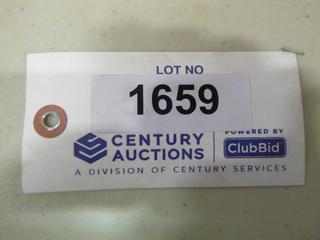 LOT NO
1659
CENTURY AUCTIONS
POWERED BY
ClubBid
A DIVISION OF CENTURY SERVICES